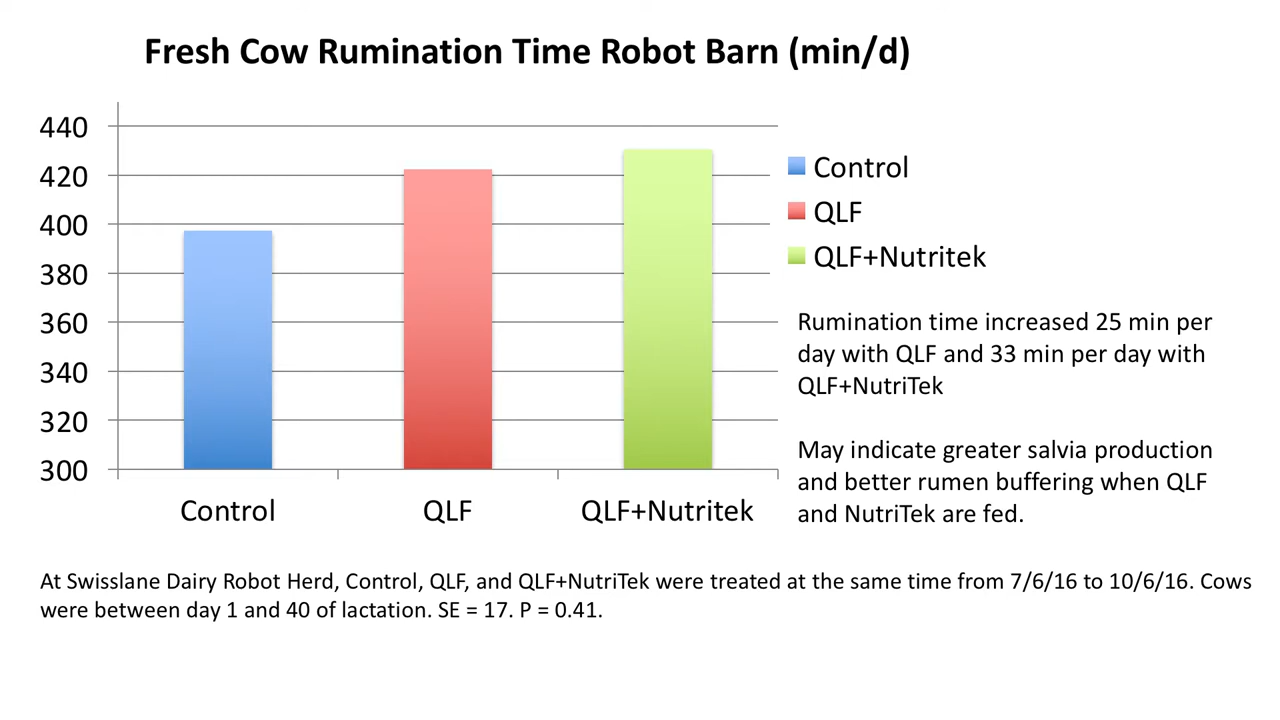 Fresh Cow Rumination Time Robot Barn (min/d)
440
420
400
380
360
340
320
300
Control
QLF
QLF+Nutritek
Control
QLF
QLF+Nutritek
Rumination time increased 25 min per
day with QLF and 33 min per day with
QLF+NutriTek
May indicate greater salvia production
and better rumen buffering when QLF
and NutriTek are fed.
At Swisslane Dairy Robot Herd, Control, QLF, and QLF+NutriTek were treated at the same time from 7/6/16 to 10/6/16. Cows
were between day 1 and 40 of lactation. SE = 17. P = 0.41.